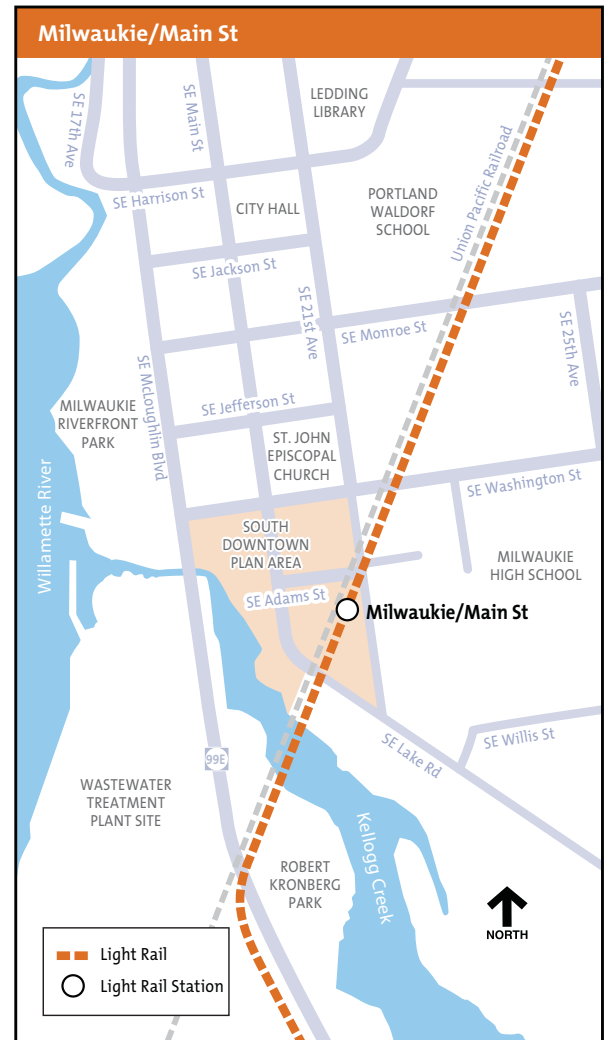 Milwaukie/Main St
LEDDING
LIBRARY
SE 17th Ave
SE Main St
Union Pacific Railroad
SE Harrison St
CITY HALL
PORTLAND
WALDORF
SCHOOL
SE Jackson St
SE 21st Ave
SE Monroe St
SE 25th Ave
SE McLoughlin Blvd
SE Jefferson St
MILWAUKIE
RIVERFRONT
PARK
ST. JOHN
EPISCOPAL
CHURCH
SE Washington St
Willamette River
SOUTH
DOWNTOWN
PLAN AREA
MILWAUKIE
HIGH SCHOOL
SE Adams St
Milwaukie/Main St
SE Lake Rd
SE Willis St
99E
WASTEWATER
TREATMENT
PLANT SITE
Kellogg Creek
ROBERT
KRONBERG
PARK
NORTH
Light Rail
Light Rail Station